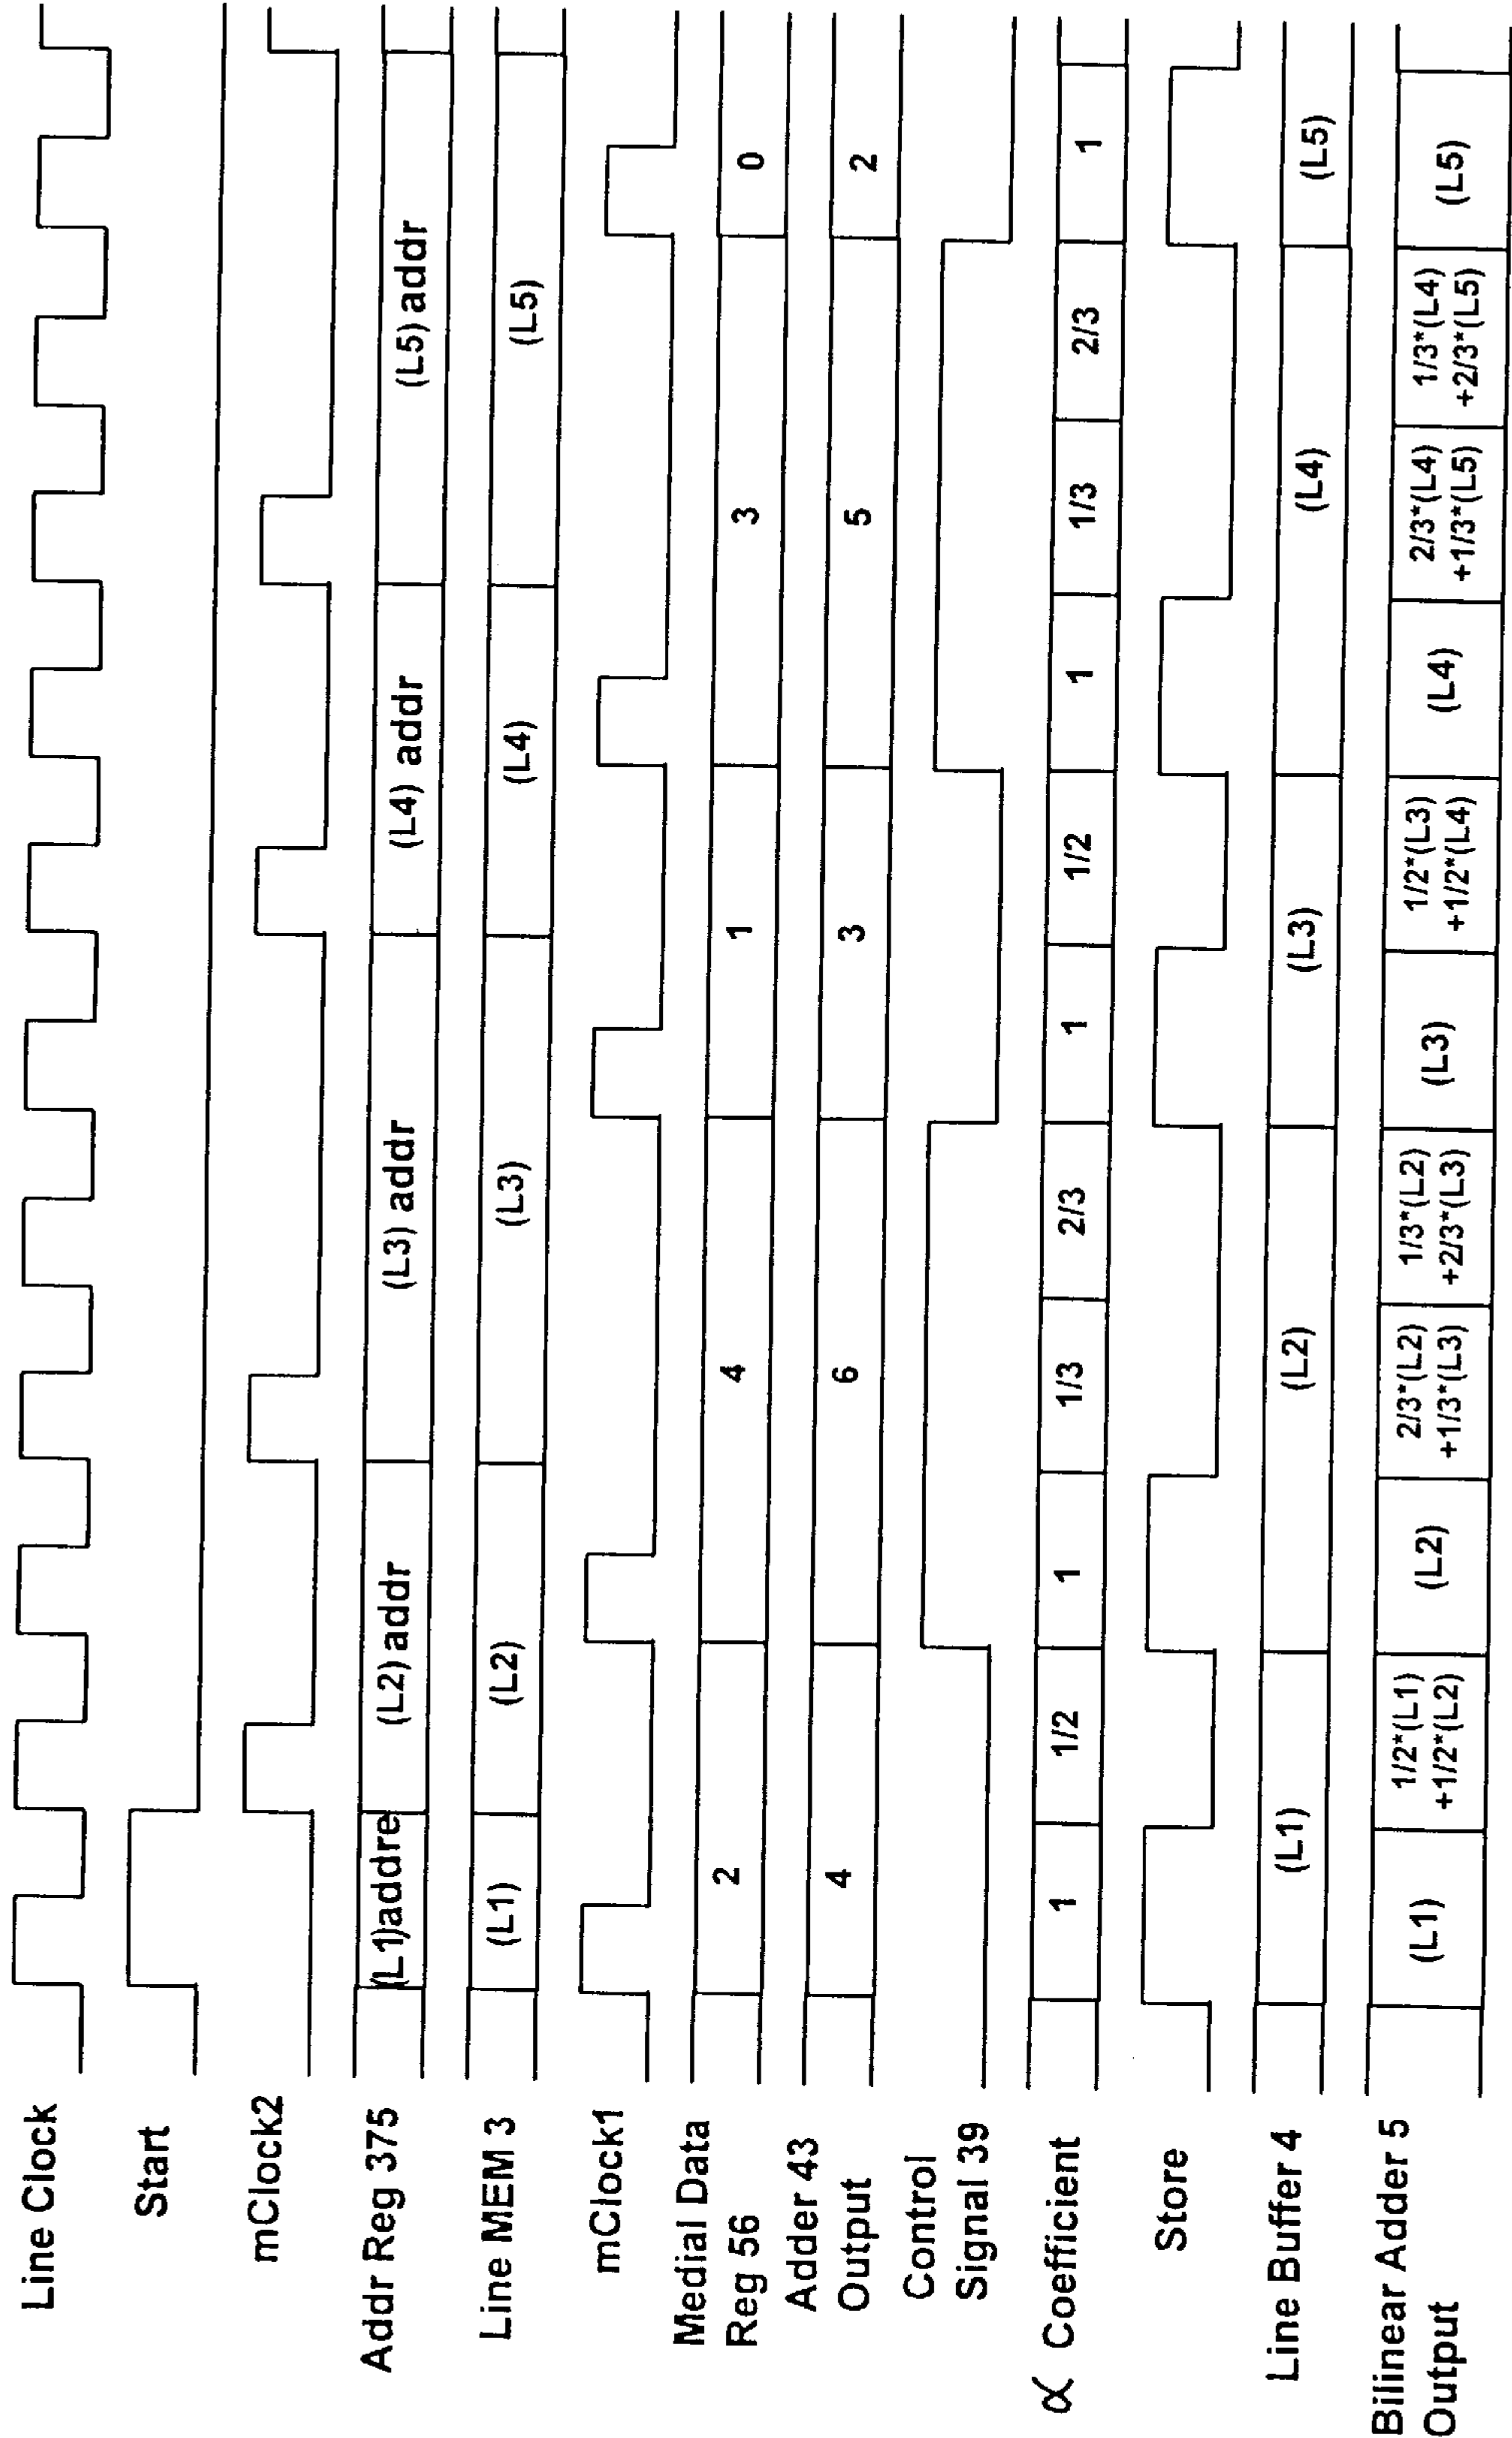 Line Clock
Start
mClock2
Addr Reg 375
(L1)addre
(L2) addr
(L3) addr
(L4) addr
(L5) addr
Line MEM 3
(L1)
(L2)
(L3)
(L4)
(L5)
mClock1
Medial Data
Reg 56
2
4
1
3
0
Adder 43
Output
4
6
3
5
2
Control
Signal 39
α Coefficient
1
1/2
1
1/3
2/3
1
1/2
1
1/3
2/3
1
Store
Line Buffer 4
(L1)
(L2)
(L3)
(L4)
(L5)
Bilinear Adder 5
Output
(L1)
1/2*(L1)
+1/2*(L2)
(L2)
2/3*(L2)
+1/3*(L3)
1/3*(L2)
+2/3*(L3)
(L3)
1/2*(L3)
+1/2*(L4)
(L4)
2/3*(L4)
+1/3*(L5)
1/3*(L4)
+2/3*(L5)
(L5)